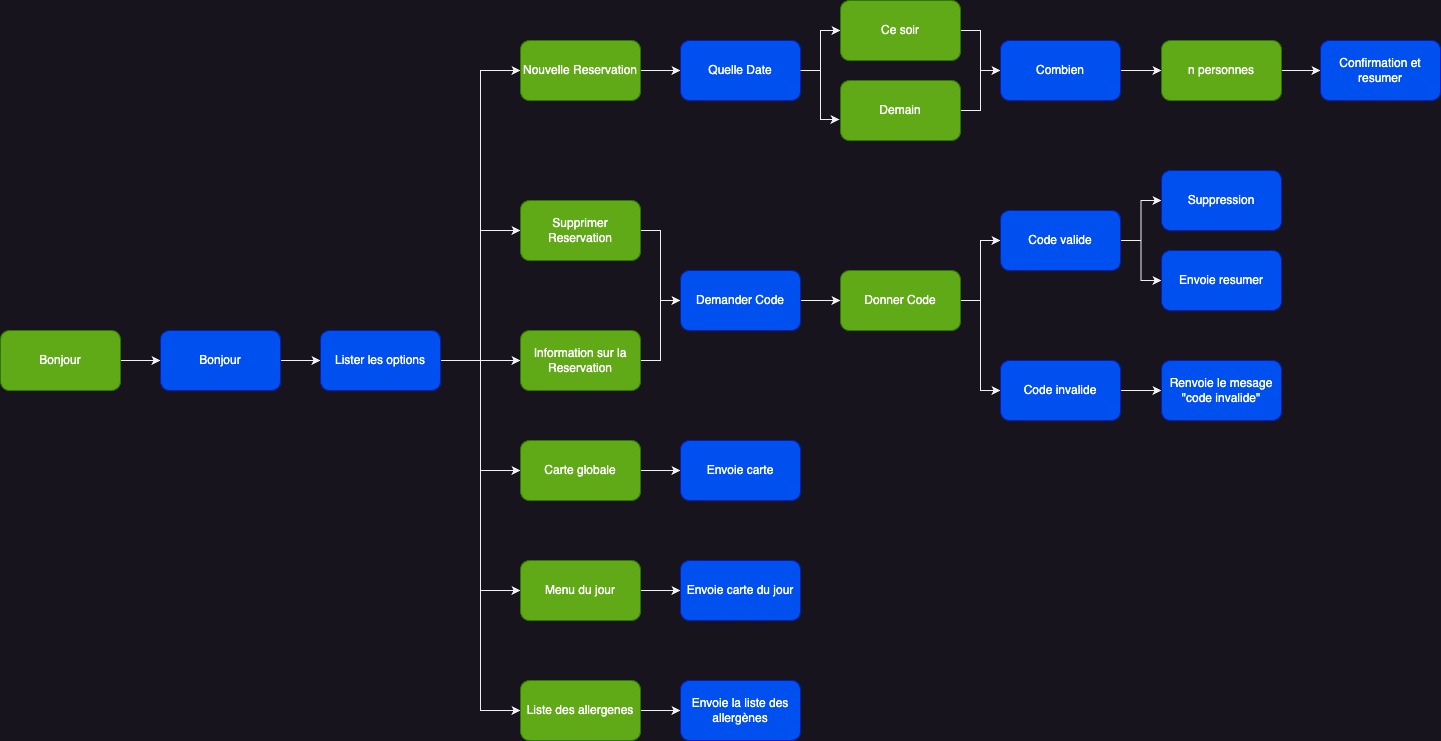 Bonjour
Bonjour
Lister les options
Nouvelle Reservation
Quelle Date
Ce soir
Demain
Combien
n personnes
Confirmation et
resumer
Supprimer
Reservation
Information sur la
Reservation
Demander Code
Donner Code
Code valide
Suppression
Envoie resumer
Code invalide
Renvoie le mesage
"code invalide"
Carte globale
Envoie carte
Menu du jour
Envoie carte du jour
Liste des allergenes
Envoie la liste des
allergènes